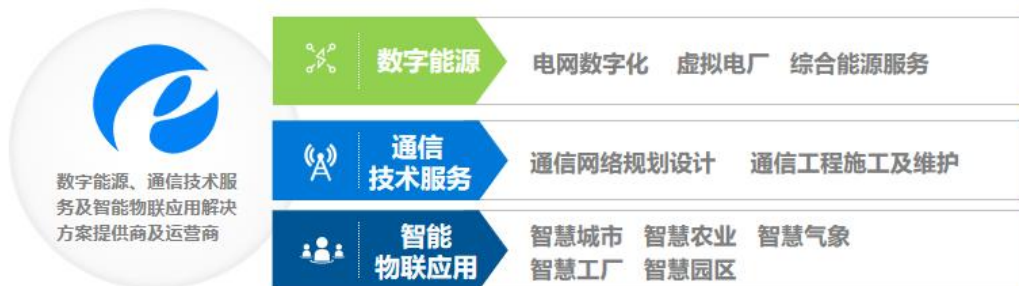 数字能源、通信技术服
务及智能物联应用解决
方案提供商及运营商
数字能源
电网数字化 虚拟电厂 综合能源服务
通信
技术服务
通信网络规划设计 通信工程施工及维护
智能
物联应用
智慧城市 智慧农业 智慧气象
智慧工厂 智慧园区